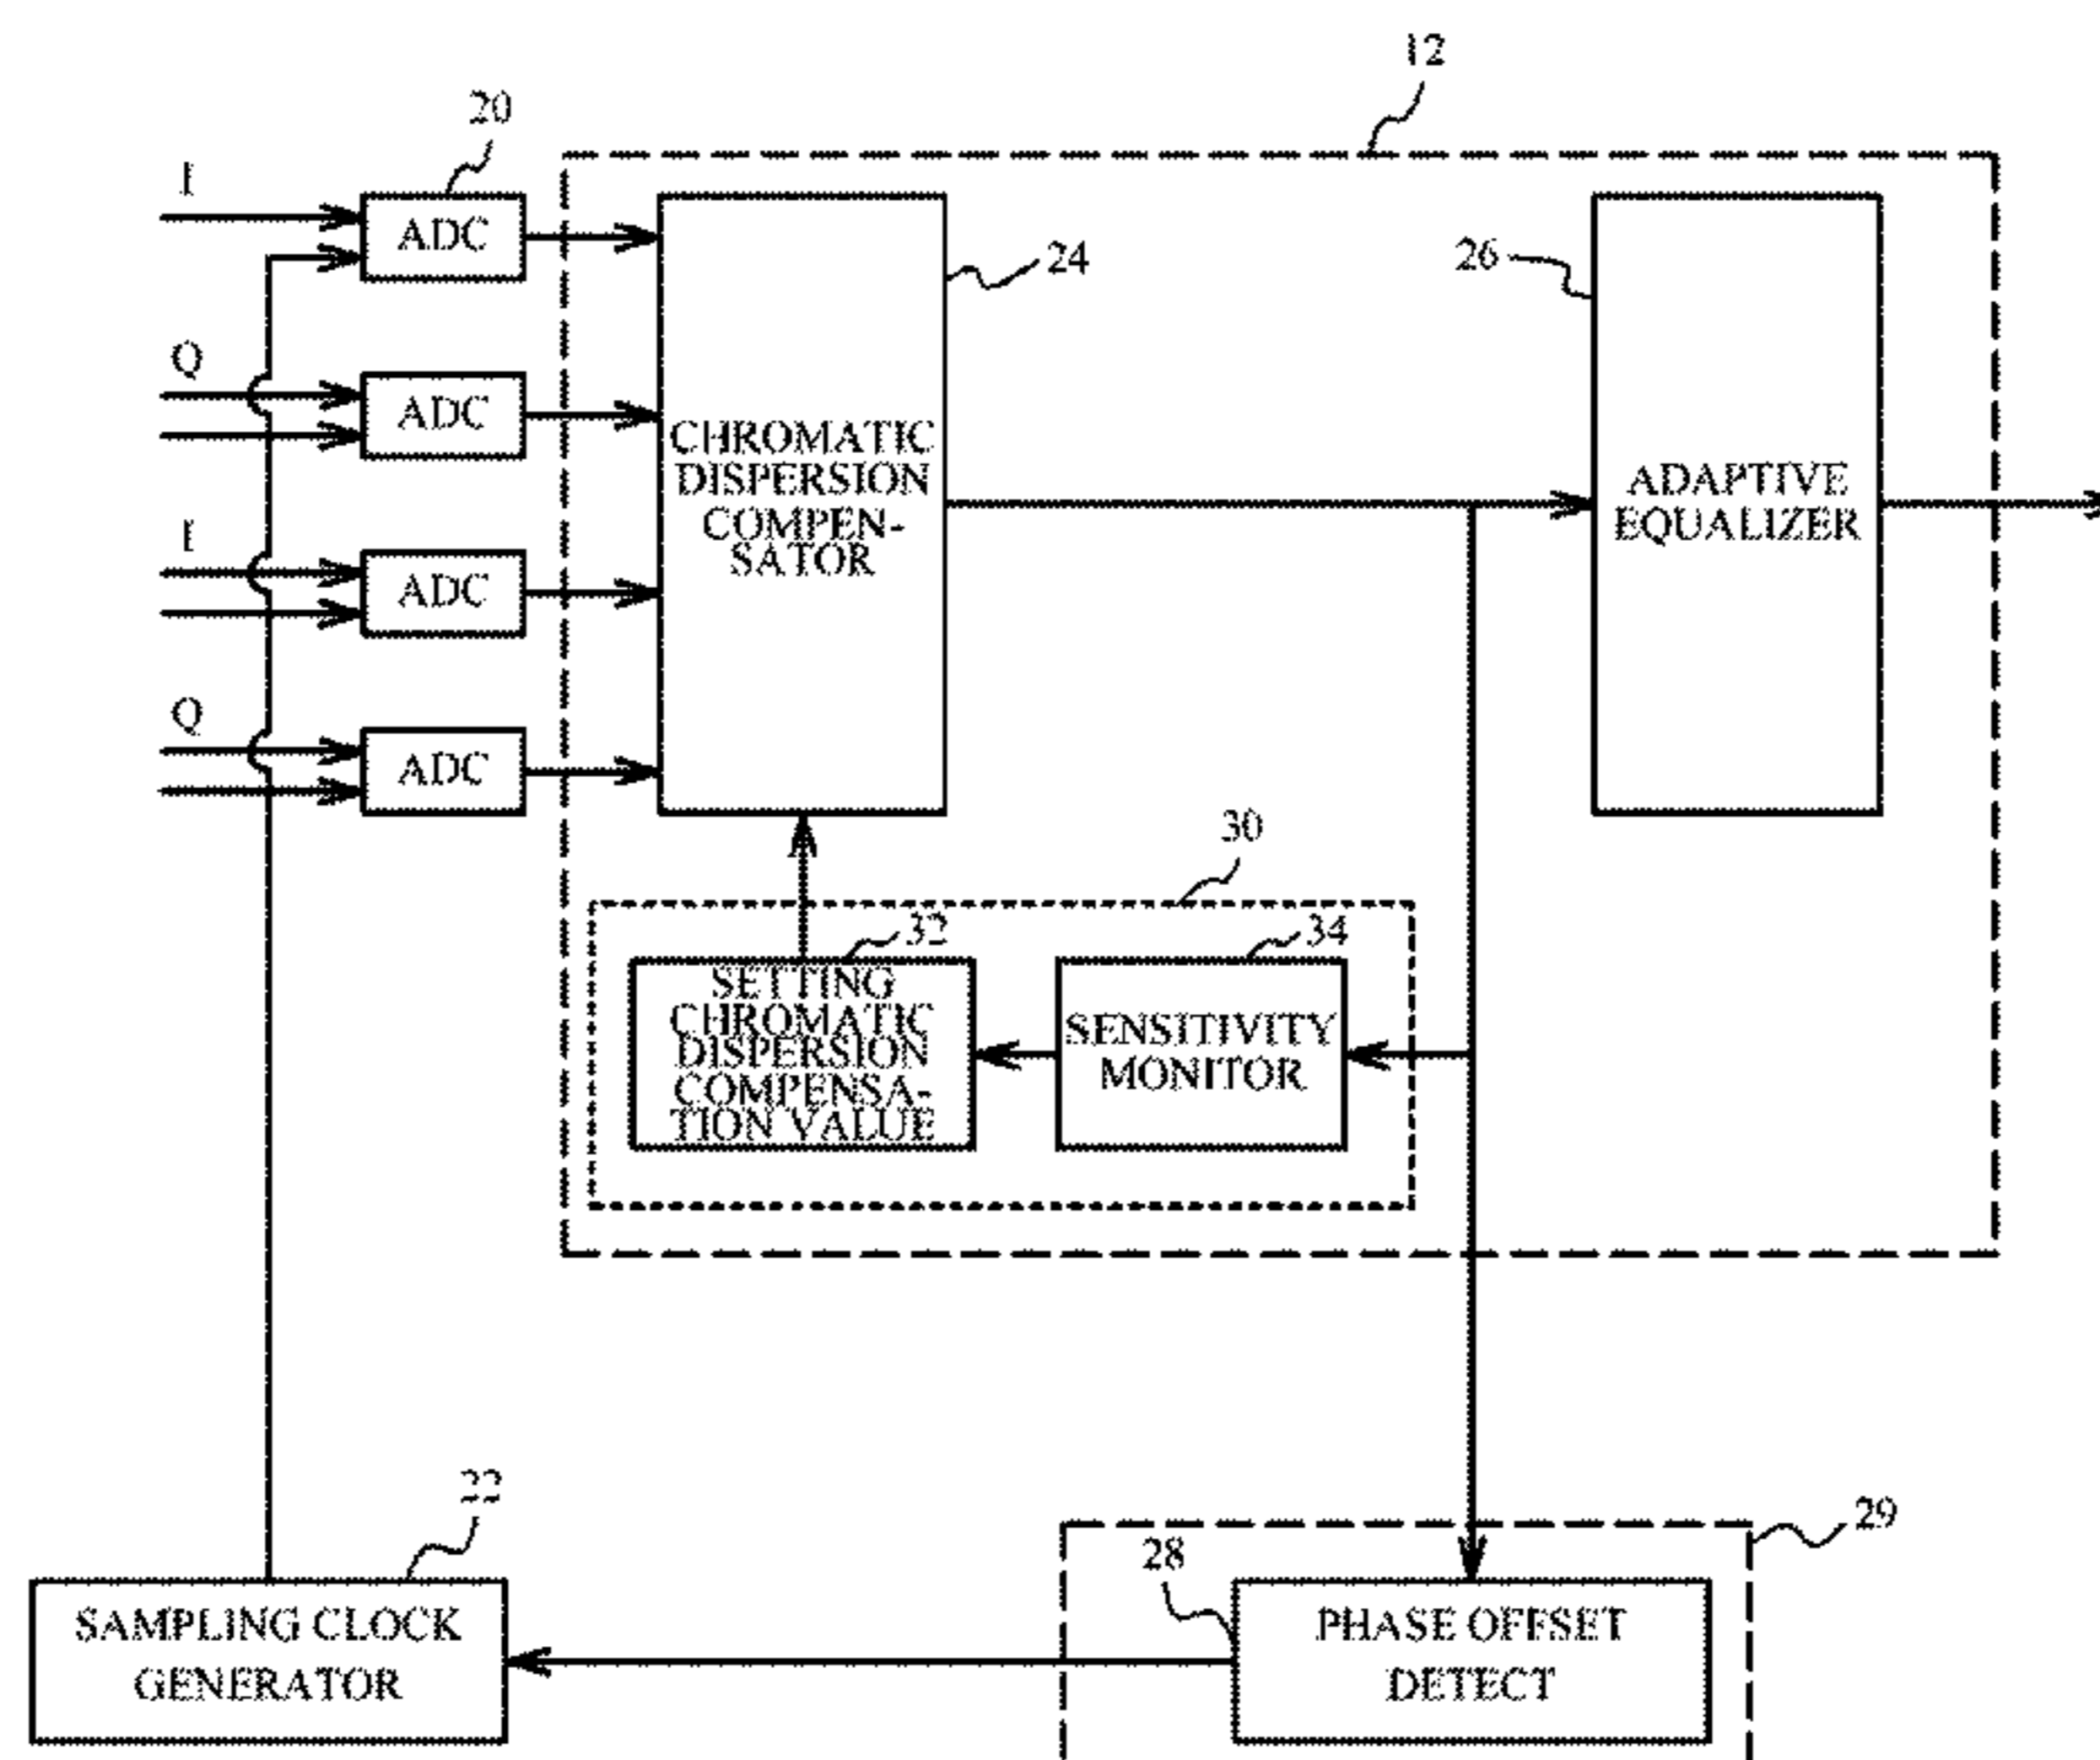 12
20
I
ADC
24
26
Q
ADC
CHROMATIC
DISPERSION
COMPEN-
SATOR
ADAPTIVE
EQUALIZER
I
ADC
Q
ADC
30
32
34
SETTING
CHROMATIC
DISPERSION
COMPENSA-
TION VALUE
SENSITIVITY
MONITOR
22
29
28
SAMPLING CLOCK
GENERATOR
PHASE OFFSET
DETECT